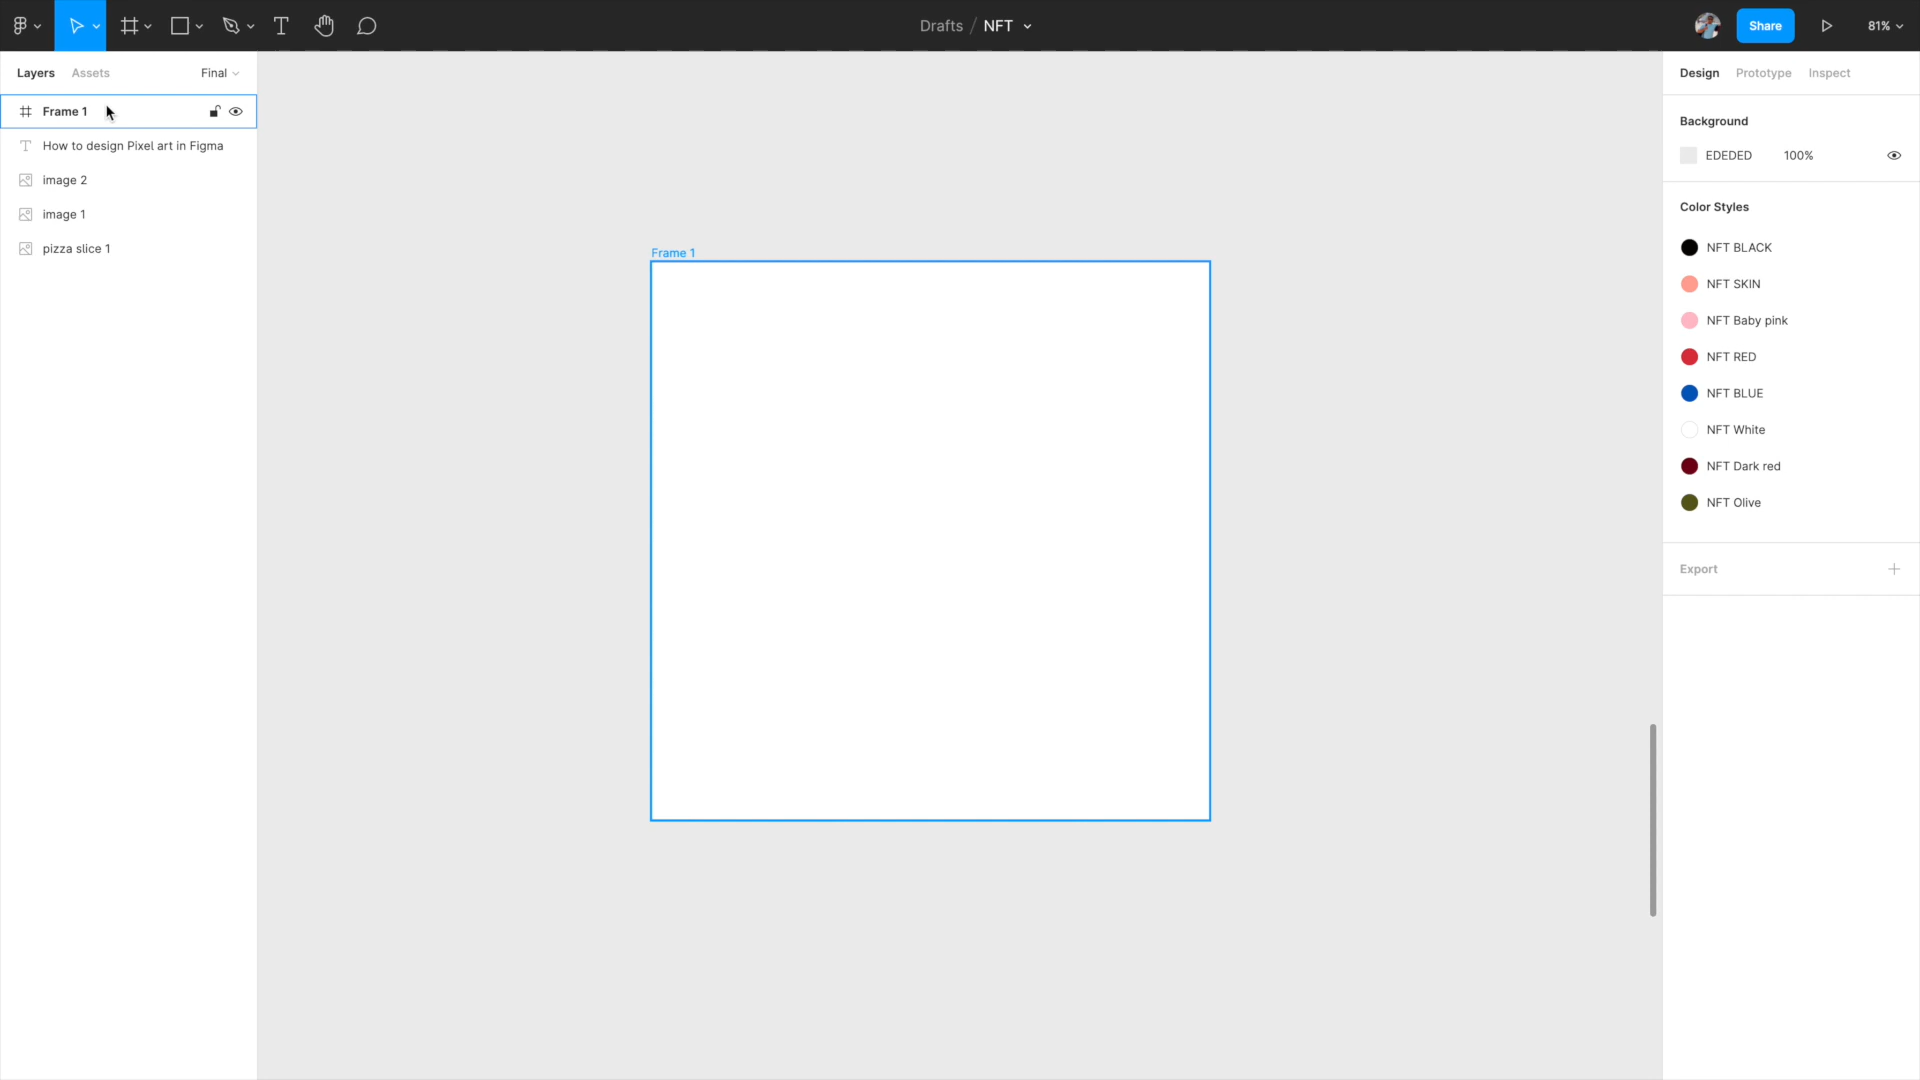 Drafts / NFT
Share
81%
Layers
Assets
Final
Frame 1
How to design Pixel art in Figma
image 2
image 1
pizza slice 1
Frame 1
Design
Prototype
Inspect
Background
EDEDED
100%
Color Styles
NFT BLACK
NFT SKIN
NFT Baby pink
NFT RED
NFT BLUE
NFT White
NFT Dark red
NFT Olive
Export